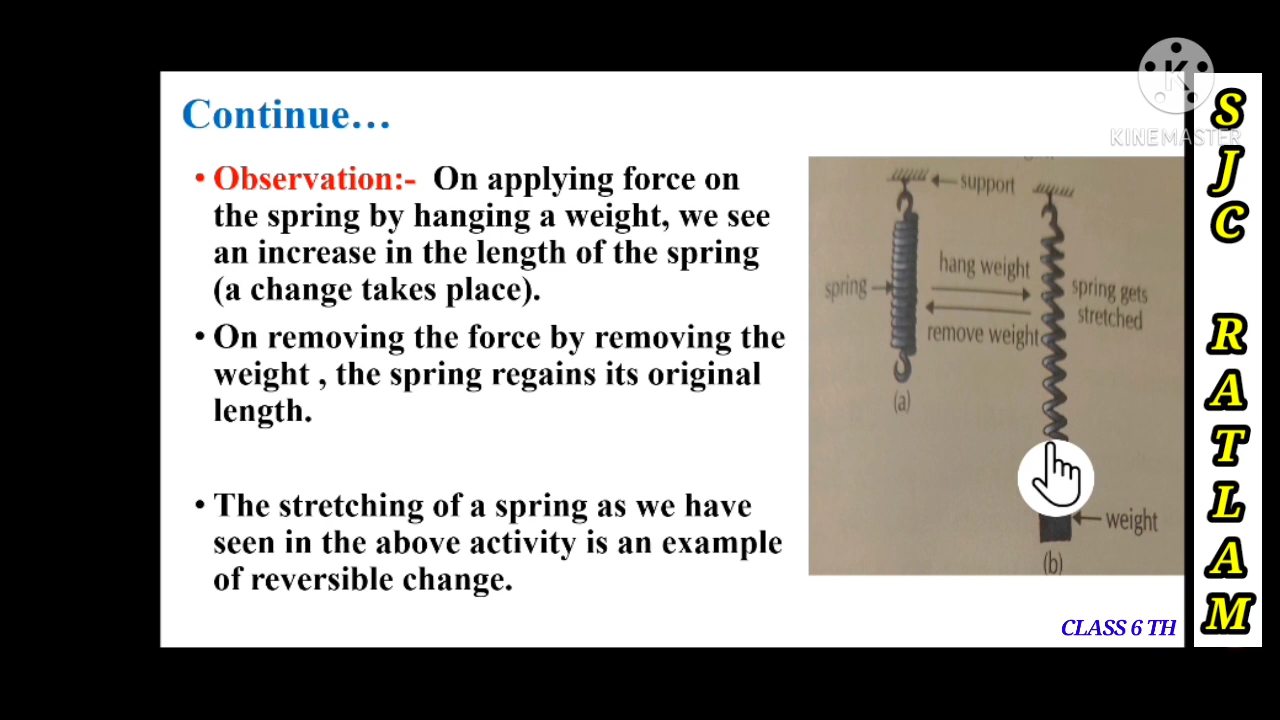 Continue…
• Observation:- On applying force on
the spring by hanging a weight, we see
an increase in the length of the spring
(a change takes place).
• On removing the force by removing the
weight , the spring regains its original
length.
• The stretching of a spring as we have
seen in the above activity is an example
of reversible change.
support
spring
hang weight
remove weight
spring gets
stretched
(a)
weight
(b)
CLASS 6 TH
K
KINEMASTER
SJC RATLAM